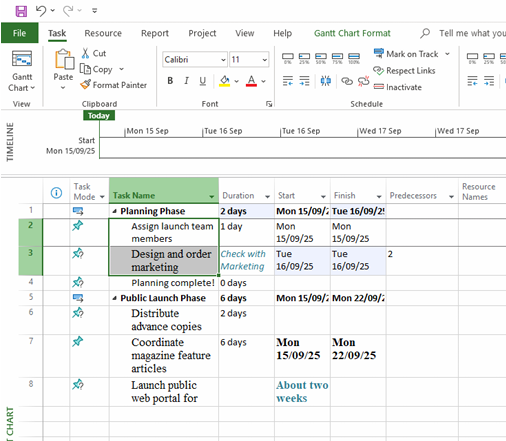 File Task Resource Report Project View Help Gantt Chart Format Tell me what you
Gantt Chart
View
Paste
Cut
Copy
Format Painter
Clipboard
Calibri 11
B I U A
Font
0% 25% 50% 75% 100%
Schedule
Mark on Track
Respect Links
Inactivate
TIMELINE
Today
Start
Mon 15/09/25
Mon 15 Sep Tue 16 Sep Tue 16 Sep Wed 17 Sep Wed 17 Sep
Task Mode Task Name Duration Start Finish Predecessors Resource Names
1 Planning Phase 2 days Mon 15/09/2 Tue 16/09/25
2 Assign launch team members 1 day Mon 15/09/25 Mon 15/09/25
3 Design and order marketing Check with Marketing Tue 16/09/25 Tue 16/09/25 2
4 Planning complete! 0 days
5 Public Launch Phase 6 days Mon 15/09/2 Mon 22/09/2
6 Distribute advance copies 2 days
7 Coordinate magazine feature articles 6 days Mon 15/09/25 Mon 22/09/25
8 Launch public web portal for About two weeks
CHART